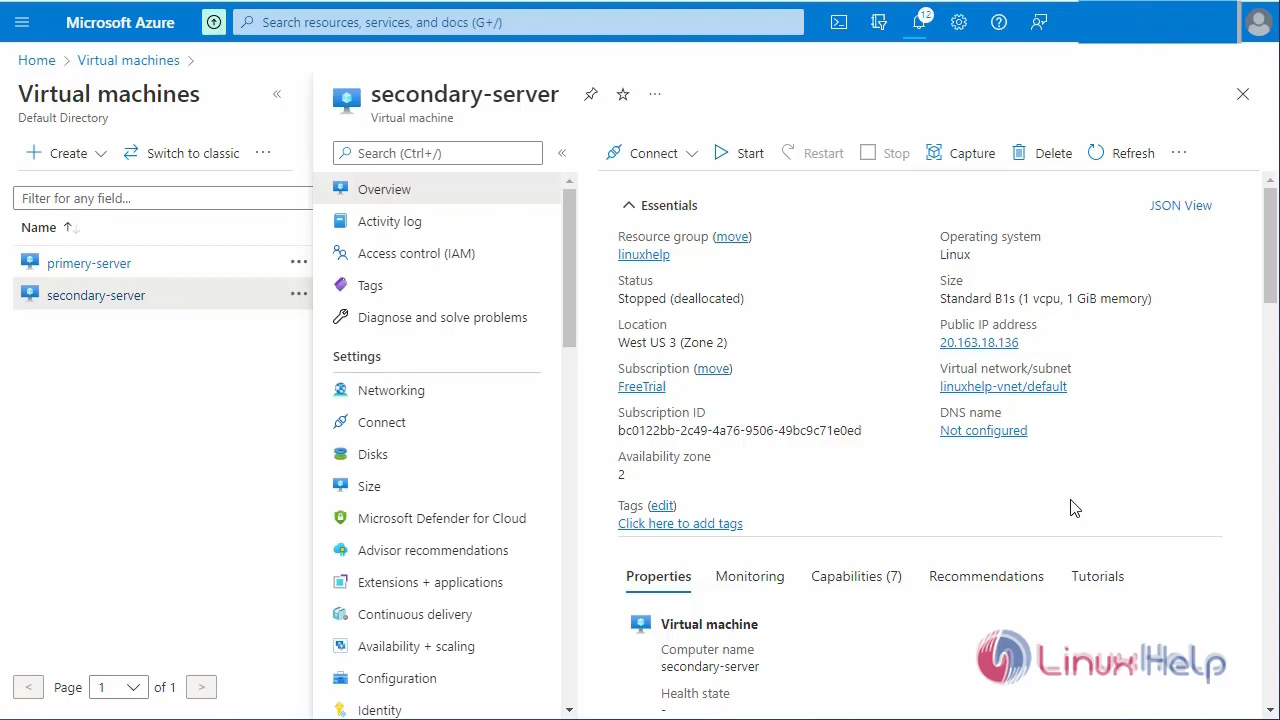 Microsoft Azure
Search resources, services, and docs (G+/)
12
Home > Virtual machines >
Virtual machines
Default Directory
Create
Switch to classic
Filter for any field...
Name
primery-server
secondary-server
< Page 1 of 1 >
secondary-server
Virtual machine
Search (Ctrl+/)
Overview
Activity log
Access control (IAM)
Tags
Diagnose and solve problems
Settings
Networking
Connect
Disks
Size
Microsoft Defender for Cloud
Advisor recommendations
Extensions + applications
Continuous delivery
Availability + scaling
Configuration
Identity
Connect
Start
Restart
Stop
Capture
Delete
Refresh
Essentials
JSON View
Resource group (move)
linuxhelp
Status
Stopped (deallocated)
Location
West US 3 (Zone 2)
Subscription (move)
FreeTrial
Subscription ID
bc0122bb-2c49-4a76-9506-49bc9c71e0ed
Availability zone
2
Operating system
Linux
Size
Standard B1s (1 vcpu, 1 GiB memory)
Public IP address
20.163.18.136
Virtual network/subnet
linuxhelp-vnet/default
DNS name
Not configured
Tags (edit)
Click here to add tags
Properties
Monitoring
Capabilities (7)
Recommendations
Tutorials
Virtual machine
Computer name
secondary-server
Health state
-
LinuxHelp